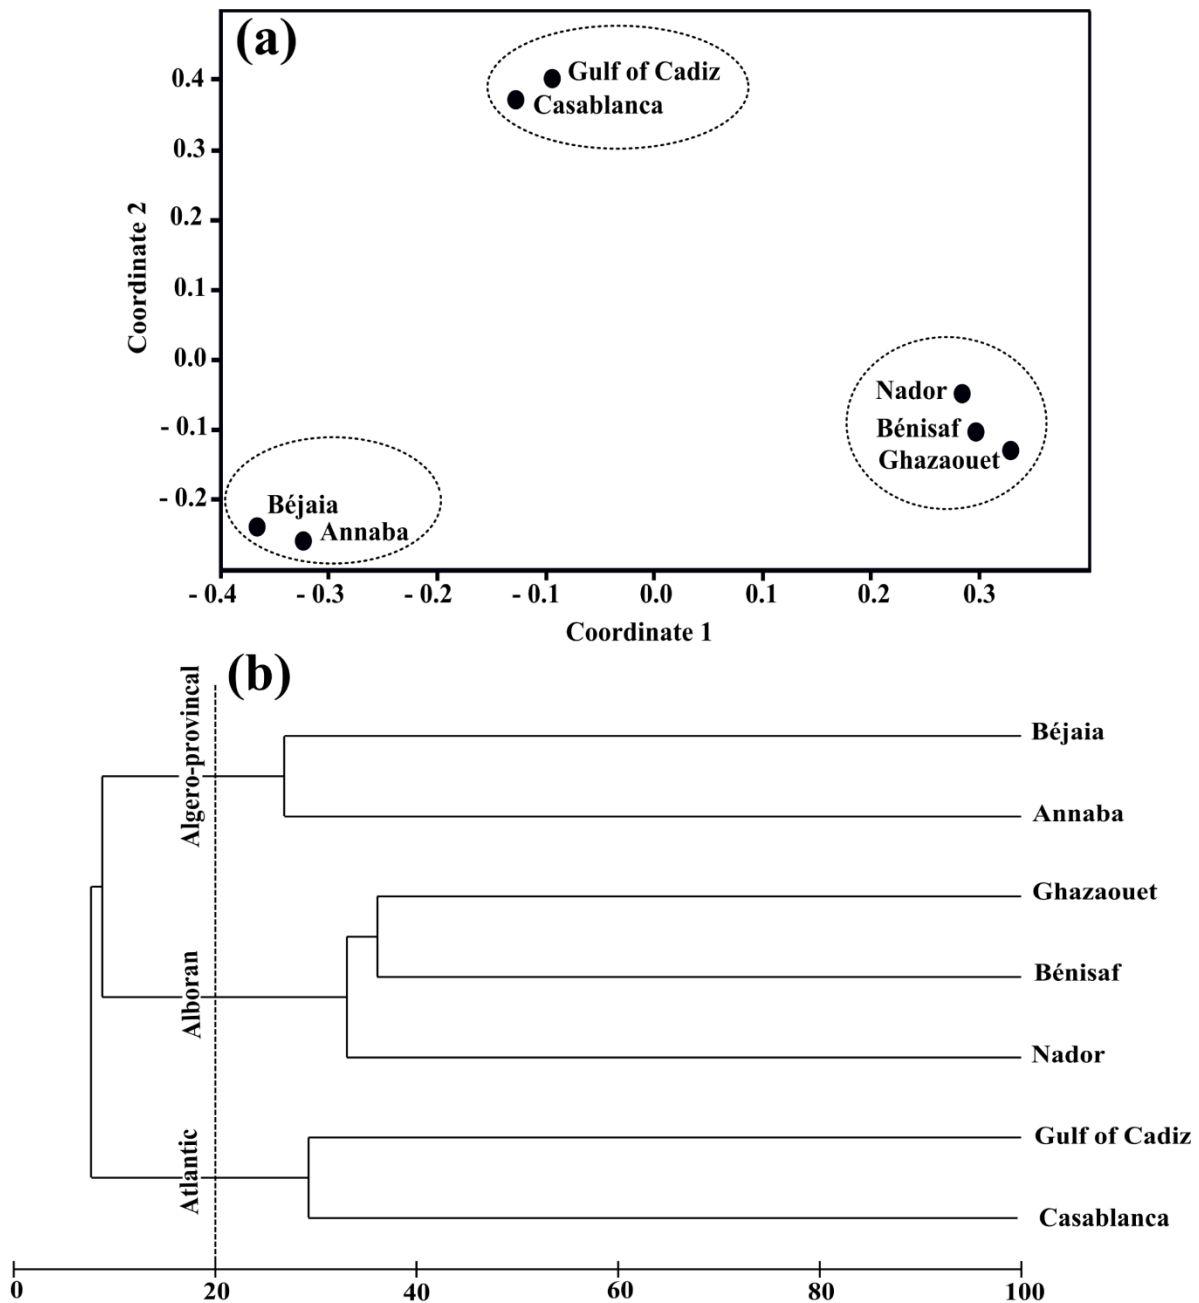 (a)
0.4
0.3
0.2
0.1
0.0
- 0.1
- 0.2
Coordinate 2
Gulf of Cadiz
Casablanca
Nador
Bénisaf
Ghazaouet
Béjaia
Annaba
- 0.4 - 0.3 - 0.2 - 0.1 0.0 0.1 0.2 0.3
Coordinate 1
(b)
Algero-provincal
Alboran
Atlantic
Béjaia
Annaba
Ghazaouet
Bénisaf
Nador
Gulf of Cadiz
Casablanca
0 20 40 60 80 100